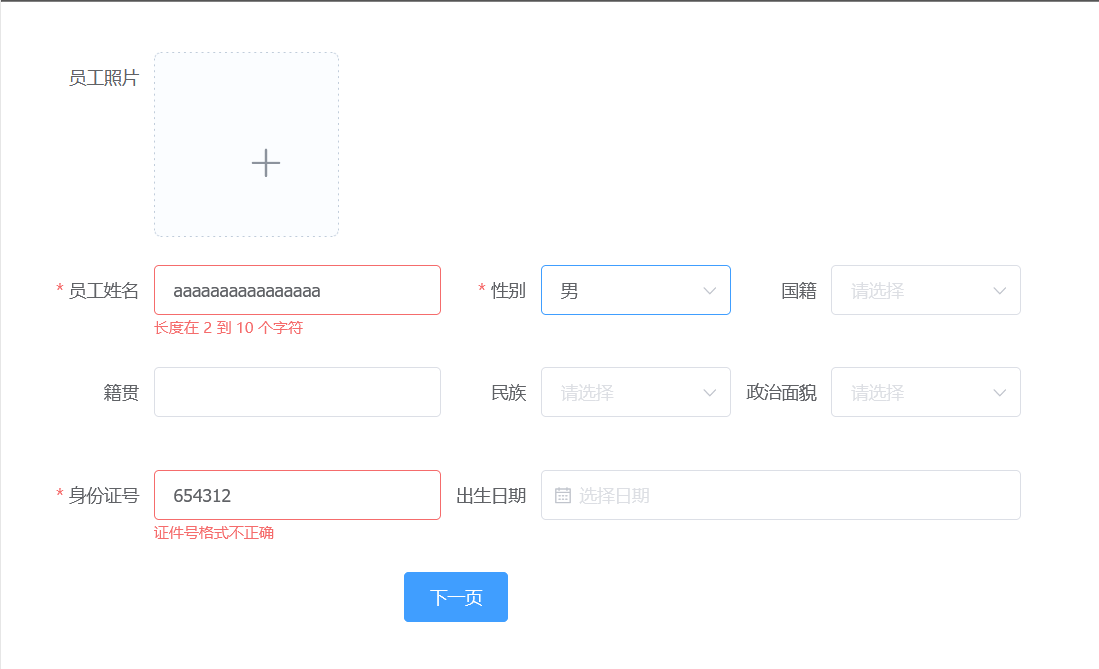 员工照片
* 员工姓名 aaaaaaaaaaaaaaaa * 性别 男 国籍 请选择
长度在 2 到 10 个字符
籍贯 民族 请选择 政治面貌 请选择
* 身份证号 654312 出生日期 选择日期
证件号格式不正确
下一页